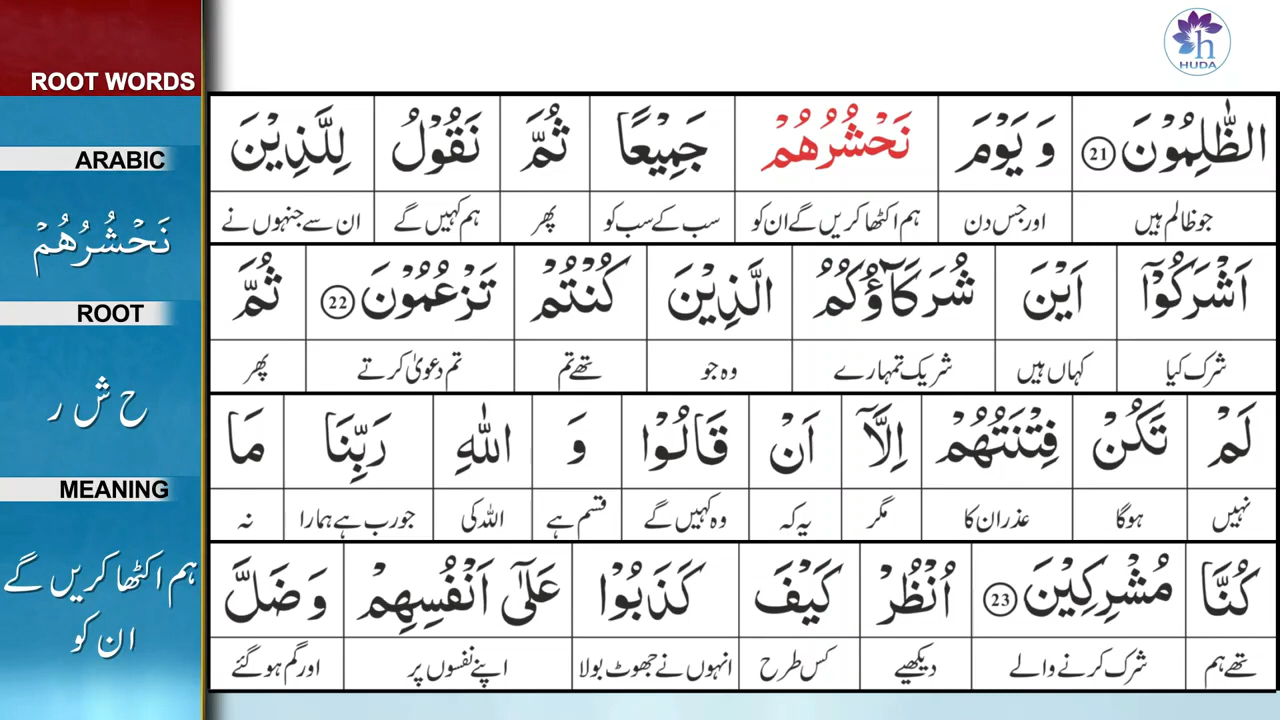 h
HUDA
ROOT WORDS
ARABIC
نَحْشُرُهُمْ
ROOT
ح ش ر
MEANING
ہم اکٹھا کریں گے
ان کو
الظّٰلِمُوْنَ 21 وَ يَوْمَ نَحْشُرُهُمْ جَمِيْعًا ثُمَّ نَقُوْلُ لِلَّذِيْنَ
جو ظالم ہیں اور جس دن ہم اکٹھا کریں گے ان کو سب کے سب کو پھر ہم کہیں گے ان سے جنہوں نے
اَشْرَكُوْۤا اَيْنَ شُرَكَآؤُكُمُ الَّذِيْنَ كُنْتُمْ تَزْعُمُوْنَ 22 ثُمَّ
شرک کیا کہاں ہیں شریک تمہارے وہ جو تھے تم تم دعویٰ کرتے پھر
لَمْ تَكُنْ فِتْنَتُهُمْ اِلَّاۤ اَنْ قَالُوْا وَ اللّٰهِ رَبِّنَا مَا
نہیں ہوگا عذر ان کا مگر یہ کہ وہ کہیں گے قسم ہے اللہ کی جو رب ہے ہمارا نہ
كُنَّا مُشْرِكِيْنَ 23 اُنْظُرْ كَيْفَ كَذَبُوْا عَلٰۤى اَنْفُسِهِمْ وَضَلَّ
تھے ہم شرک کرنے والے دیکھیے کس طرح انہوں نے جھوٹ بولا اپنے نفسوں پر اور گم ہو گئے